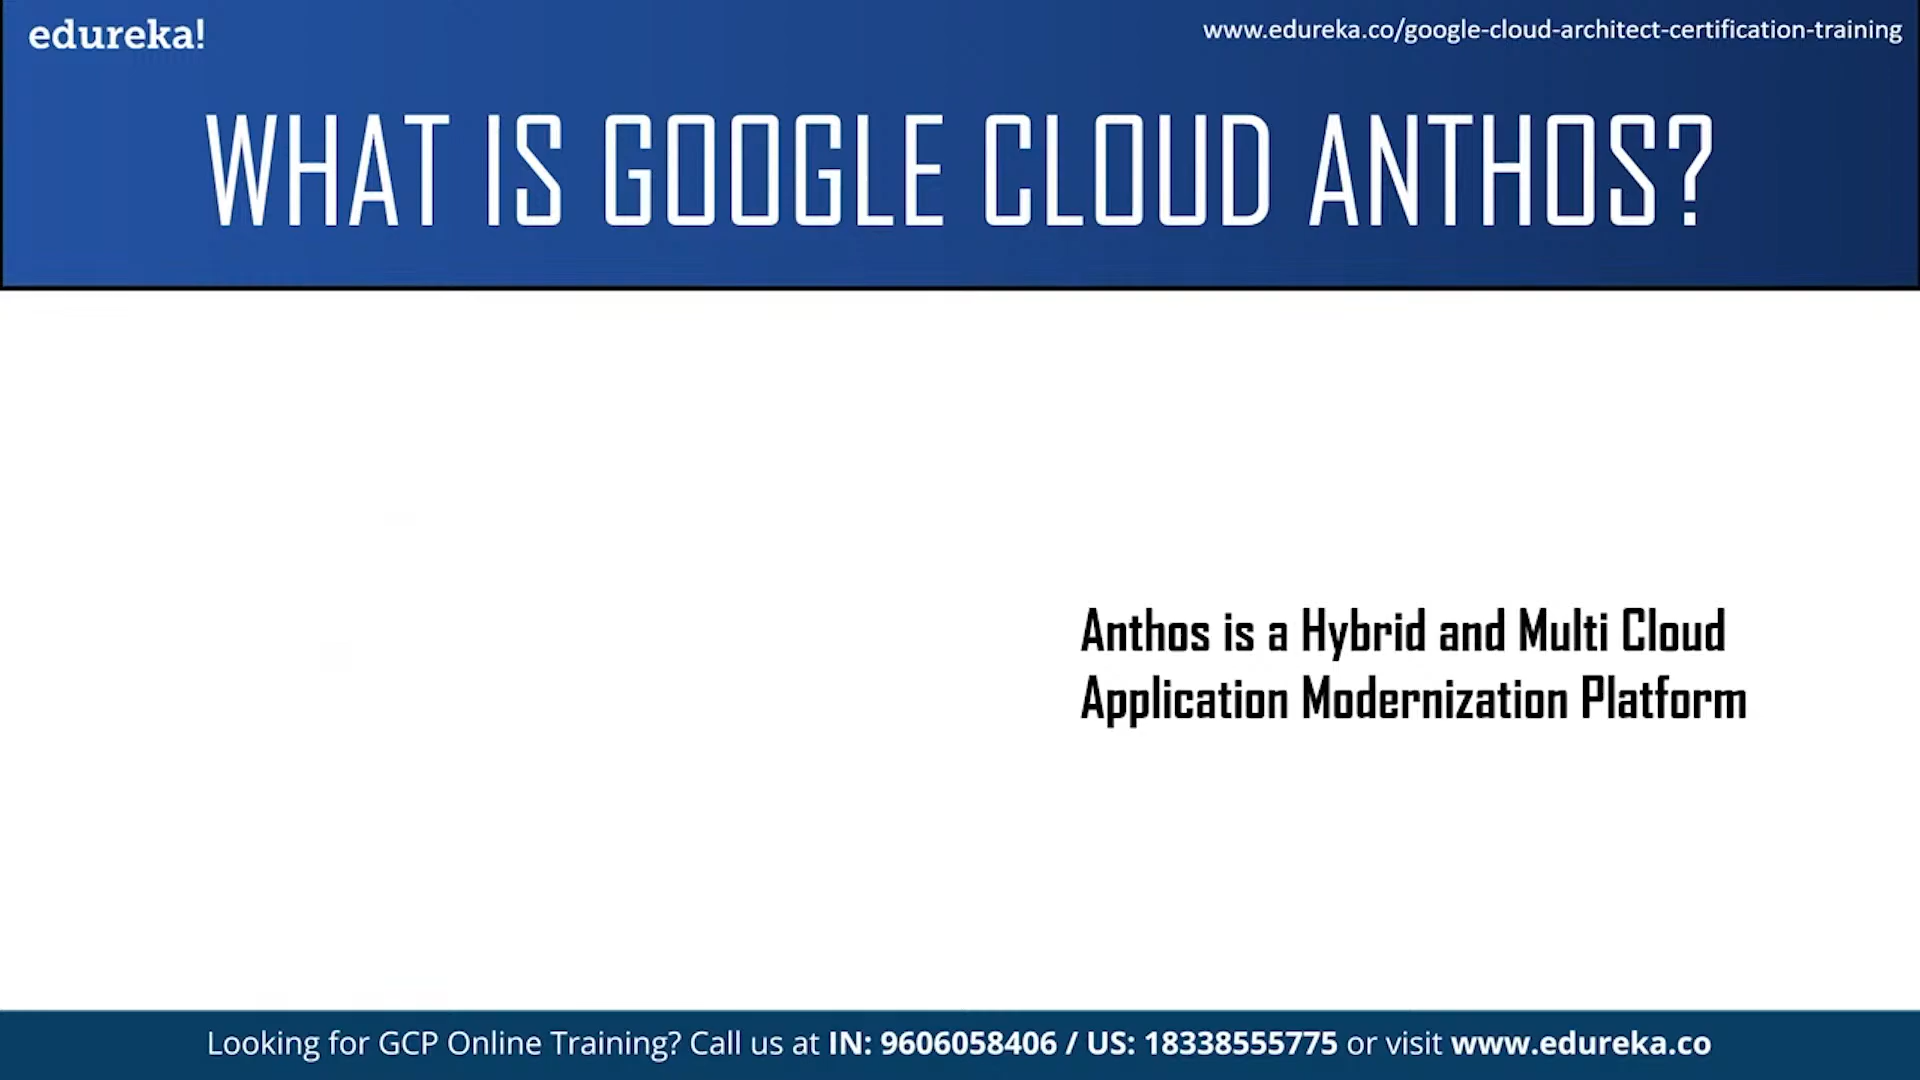 edureka!
www.edureka.co/google-cloud-architect-certification-training
WHAT IS GOOGLE CLOUD ANTHOS?
Anthos is a Hybrid and Multi Cloud
Application Modernization Platform
Looking for GCP Online Training? Call us at IN: 9606058406 / US: 18338555775 or visit www.edureka.co